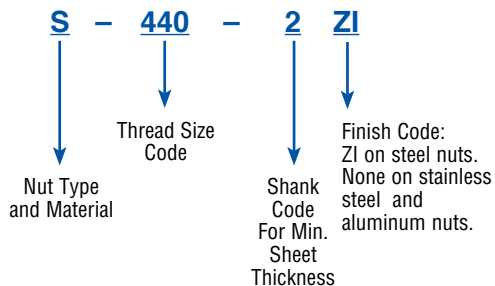 S – 440 – 2 ZI
Thread Size
Code
Nut Type
and Material
Shank
Code
For Min.
Sheet
Thickness
Finish Code:
ZI on steel nuts.
None on stainless
steel and
aluminum nuts.